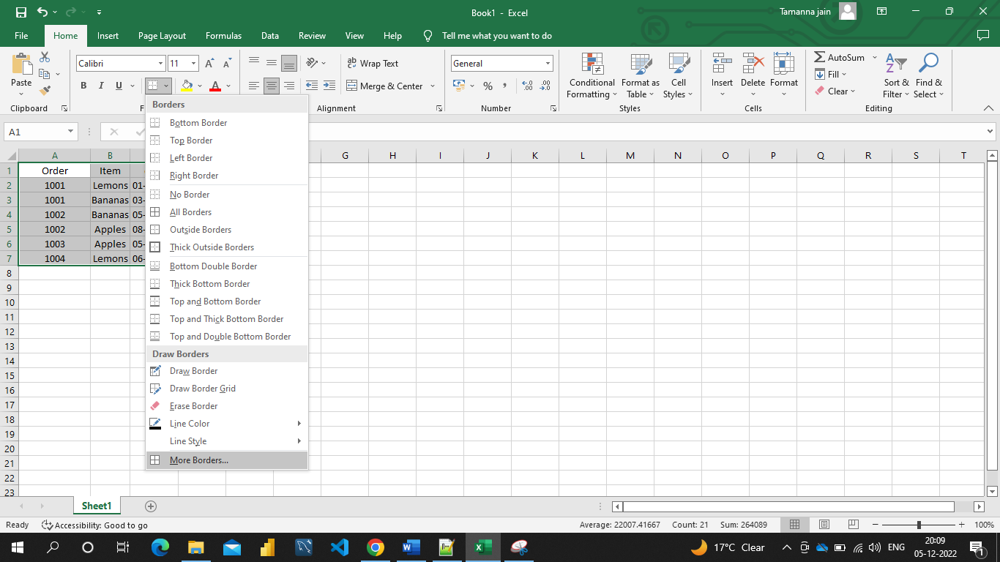 Book1 - Excel
Tamanna jain
File Home Insert Page Layout Formulas Data Review View Help Tell me what you want to do
Paste
Clipboard
Calibri 11
B I U A
Wrap Text
Merge & Center
Alignment
General
% ,
Number
Conditional Formatting
Format as Table
Cell Styles
Styles
Insert Delete Format
Cells
AutoSum
Fill
Clear
Sort & Filter
Find & Select
Editing
A1
A B G H I J K L M N O P Q R S T
1 Order Item
2 1001 Lemons 01-
3 1001 Bananas 03-
4 1002 Bananas 05-
5 1002 Apples 08-
6 1003 Apples 05-
7 1004 Lemons 06-
8
9
10
11
12
13
14
15
16
17
18
19
20
21
22
23
Borders
Bottom Border
Top Border
Left Border
Right Border
No Border
All Borders
Outside Borders
Thick Outside Borders
Bottom Double Border
Thick Bottom Border
Top and Bottom Border
Top and Thick Bottom Border
Top and Double Bottom Border
Draw Borders
Draw Border
Draw Border Grid
Erase Border
Line Color
Line Style
More Borders...
Sheet1
Ready Accessibility: Good to go Average: 22007.41667 Count: 21 Sum: 264089 100%
17°C Clear ENG 20:09
05-12-2022
1